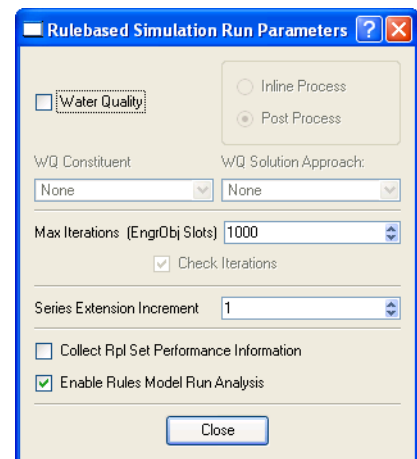 Rulebased Simulation Run Parameters ?
Water Quality
Inline Process
Post Process
WQ Constituent WQ Solution Approach:
None None
Max Iterations (EngrObj Slots) 1000
Check Iterations
Series Extension Increment 1
Collect Rpl Set Performance Information
Enable Rules Model Run Analysis
Close